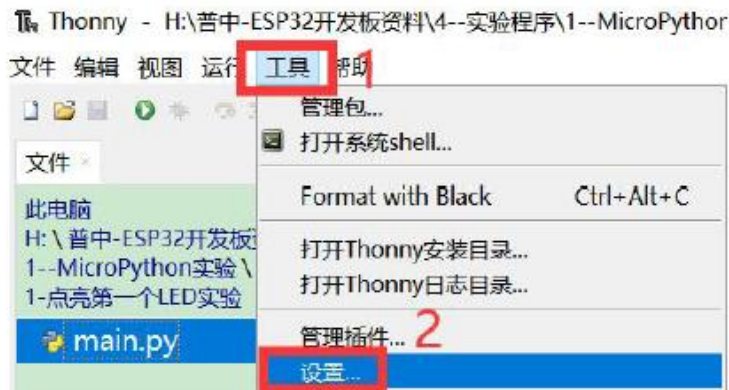 Thonny - H:\普中-ESP32开发板资料\4--实验程序\1--MicroPython
文件 编辑 视图 运行 工具 帮助
1
管理包...
打开系统shell...
文件 ×
Format with Black Ctrl+Alt+C
此电脑
H: \ 普中-ESP32开发板
1--MicroPython实验 \
1-点亮第一个LED实验
打开Thonny安装目录...
打开Thonny日志目录...
main.py
管理插件... 2
设置...